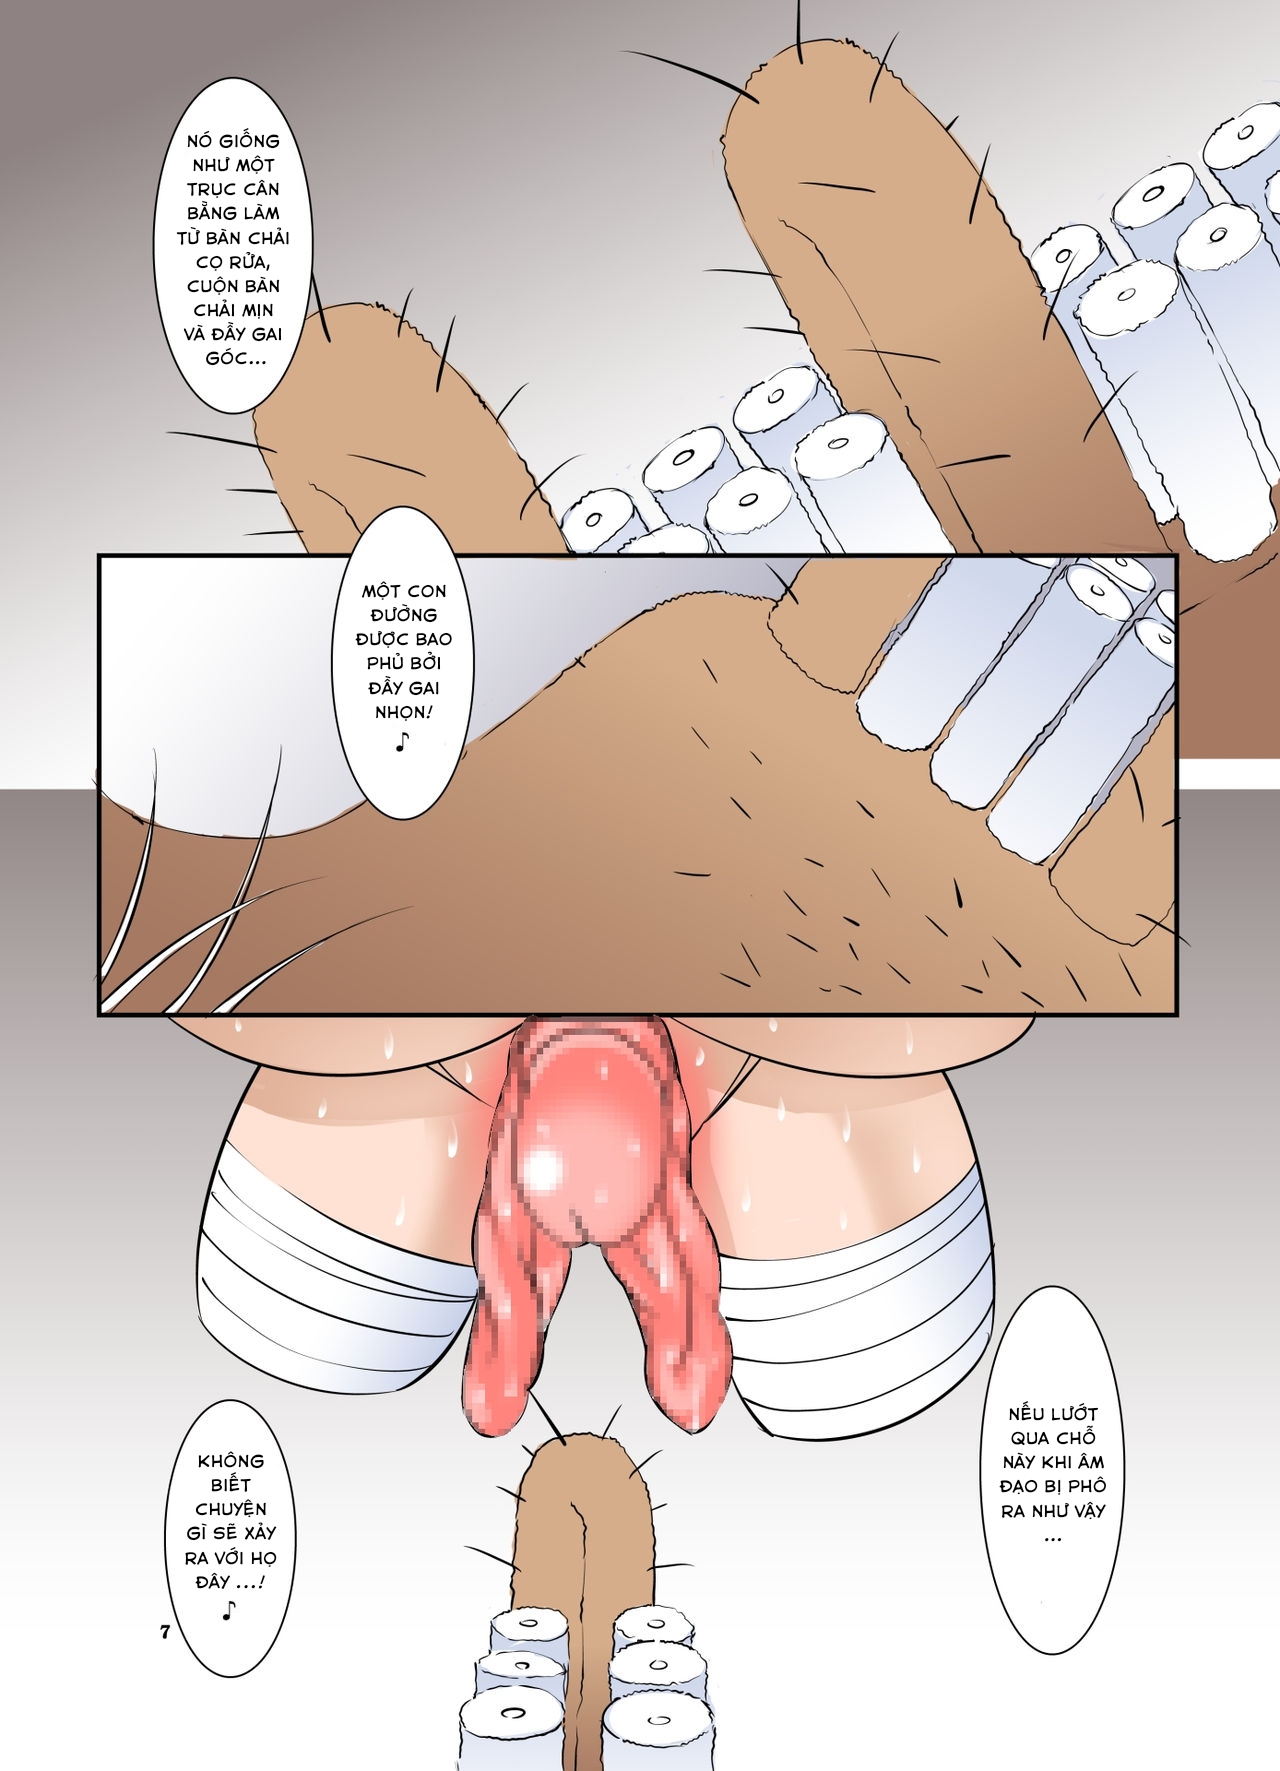 NÓ GIỐNG
NHƯ MỘT
TRỤC CÂN
BẰNG LÀM
TỪ BÀN CHẢI
CỌ RỬA,
CUỘN BÀN
CHẢI MỊN
VÀ ĐẦY GAI
GÓC...
MỘT CON
ĐƯỜNG
ĐƯỢC BAO
PHỦ BỞI
ĐẦY GAI
NHỌN!
♪
NẾU LƯỚT
QUA CHỖ
NÀY KHI ÂM
ĐẠO BỊ PHÔ
RA NHƯ VẬY
...
KHÔNG
BIẾT
CHUYỆN
GÌ SẼ XẢY
RA VỚI HỌ
ĐÂY ...!
♪
7